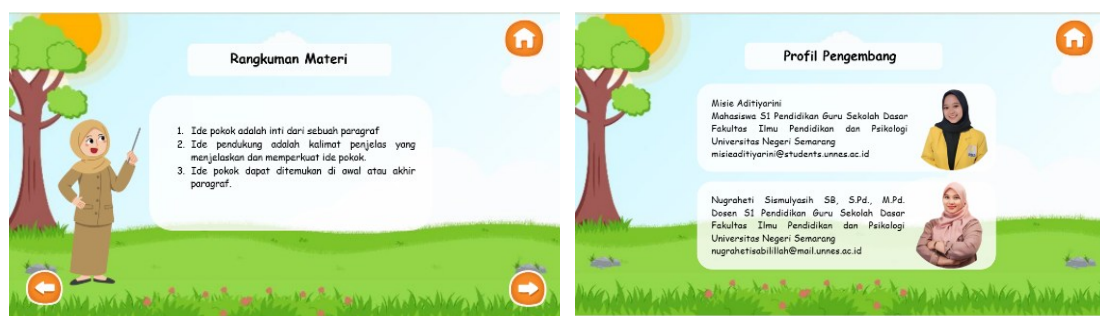 Rangkuman Materi
1. Ide pokok adalah inti dari sebuah paragraf
2. Ide pendukung adalah kalimat penjelas yang
menjelaskan dan memperkuat ide pokok.
3. Ide pokok dapat ditemukan di awal atau akhir
paragraf.
Profil Pengembang
Misie Aditiyarini
Mahasiswa S1 Pendidikan Guru Sekolah Dasar
Fakultas Ilmu Pendidikan dan Psikologi
Universitas Negeri Semarang
misieaditiyarini@students.unnes.ac.id
Nugraheti Sismulyasih SB, S.Pd., M.Pd.
Dosen S1 Pendidikan Guru Sekolah Dasar
Fakultas Ilmu Pendidikan dan Psikologi
Universitas Negeri Semarang
nugrahetisabilillah@mail.unnes.ac.id